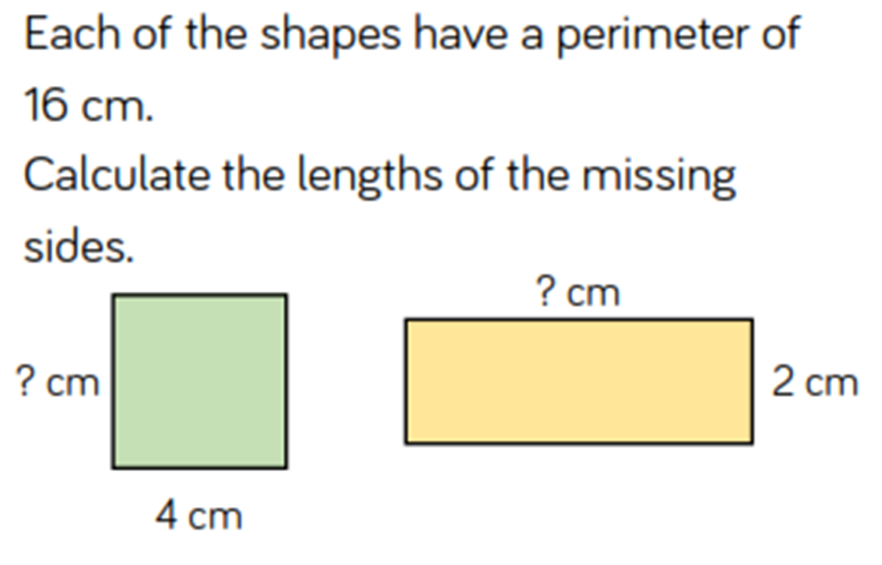 Each of the shapes have a perimeter of
16 cm.
Calculate the lengths of the missing
sides.
? cm
? cm
2 cm
4 cm